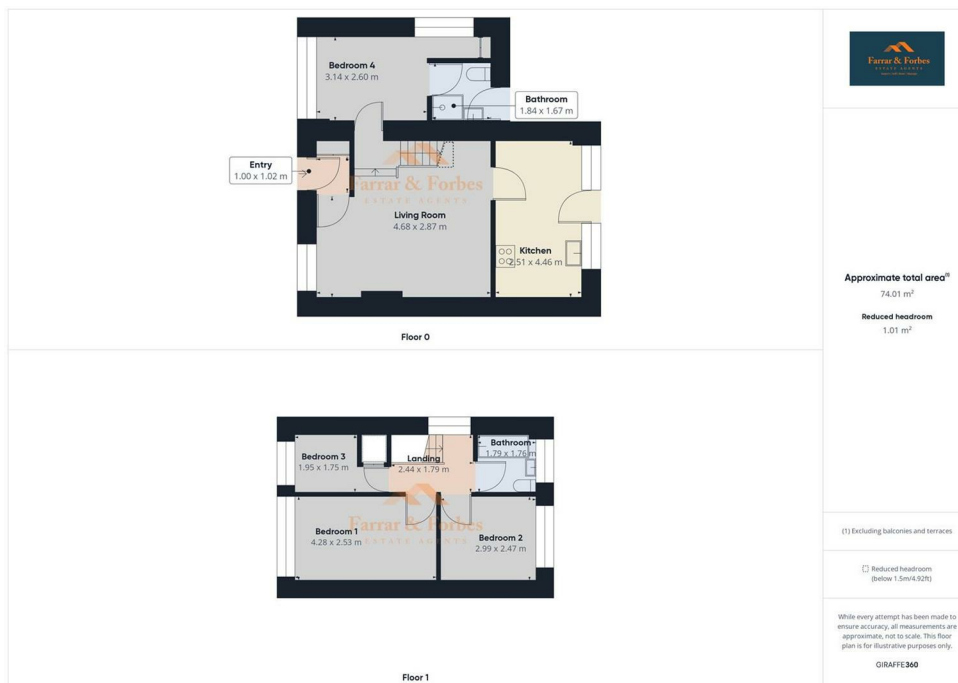 Bedroom 4
3.14 x 2.60 m
Bathroom
1.84 x 1.67 m
Entry
1.00 x 1.02 m
Farrar & Forbes
ESTATE AGENTS
Living Room
4.68 x 2.87 m
Kitchen
2.51 x 4.46 m
Floor 0
Bedroom 3
1.95 x 1.75 m
Landing
2.44 x 1.79 m
Bathroom
1.79 x 1.76 m
Farrar & Forbes
ESTATE AGENTS
Bedroom 1
4.28 x 2.53 m
Bedroom 2
2.99 x 2.47 m
Floor 1
Farrar & Forbes
ESTATE AGENTS
Approximate total area(1)
74.01 m²
Reduced headroom
1.01 m²
(1) Excluding balconies and terraces
Reduced headroom
(below 1.5m/4.92ft)
While every attempt has been made to
ensure accuracy, all measurements are
approximate, not to scale. This floor
plan is for illustrative purposes only.
GIRAFFE360